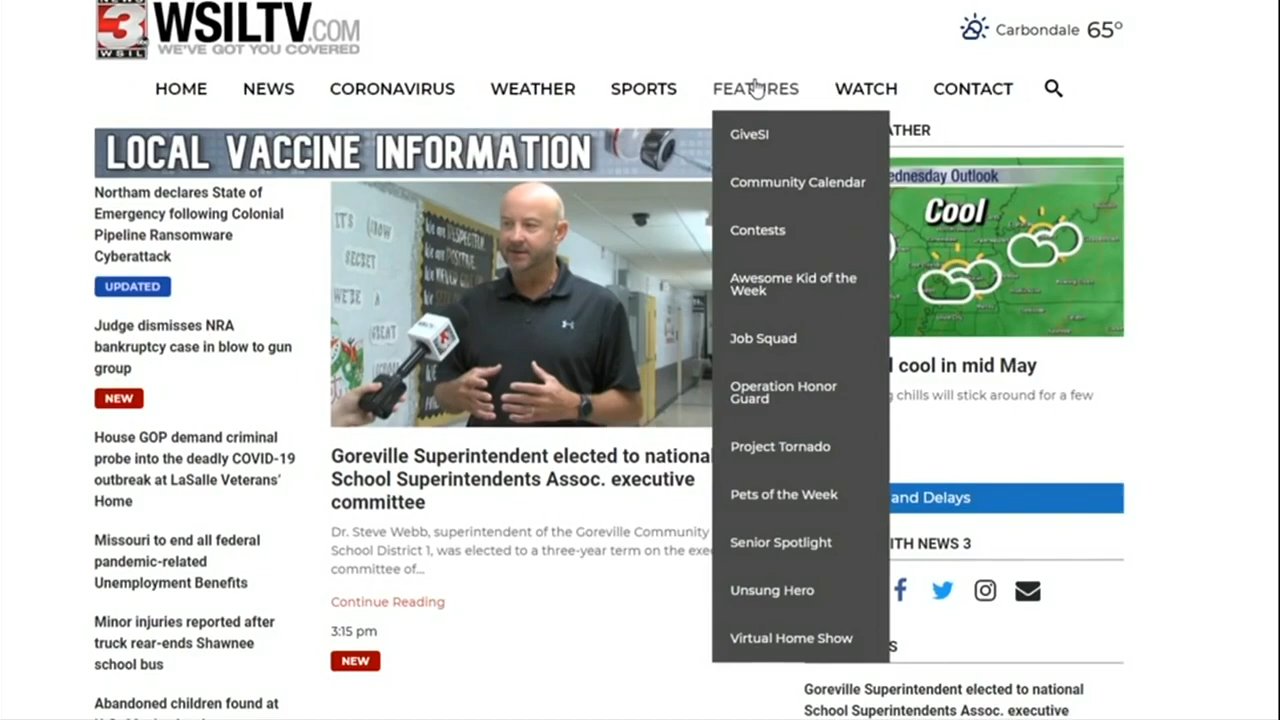 NEWS
3
WSIL
WSILTV.COM
WE'VE GOT YOU COVERED
Carbondale 65°
HOME
NEWS
CORONAVIRUS
WEATHER
SPORTS
FEATURES
WATCH
CONTACT
LOCAL VACCINE INFORMATION
Northam declares State of
Emergency following Colonial
Pipeline Ransomware
Cyberattack
UPDATED
Judge dismisses NRA
bankruptcy case in blow to gun
group
NEW
House GOP demand criminal
probe into the deadly COVID-19
outbreak at LaSalle Veterans'
Home
Missouri to end all federal
pandemic-related
Unemployment Benefits
Minor injuries reported after
truck rear-ends Shawnee
school bus
Abandoned children found at
IT'S
SECRET
WE'RE A
GREAT
WSIL
Goreville Superintendent elected to national
School Superintendents Assoc. executive
committee
Dr. Steve Webb, superintendent of the Goreville Community
School District 1, was elected to a three-year term on the exec
committee of...
Continue Reading
3:15 pm
NEW
GiveSI
Community Calendar
Contests
Awesome Kid of the
Week
Job Squad
Operation Honor
Guard
Project Tornado
Pets of the Week
Senior Spotlight
Unsung Hero
Virtual Home Show
ATHER
ednesday Outlook
Cool
l cool in mid May
g chills will stick around for a few
and Delays
ITH NEWS 3
S
Goreville Superintendent elected to national
School Superintendents Assoc. executive